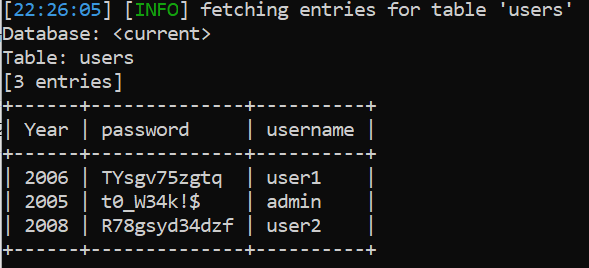 [22:26:05] [INFO] fetching entries for table 'users'
Database: <current>
Table: users
[3 entries]
+------+--------------+----------+
| Year | password     | username |
+------+--------------+----------+
| 2006 | TYsgv75zgtq  | user1    |
| 2005 | t0_W34k!$    | admin    |
| 2008 | R78gsyd34dzf | user2    |
+------+--------------+----------+